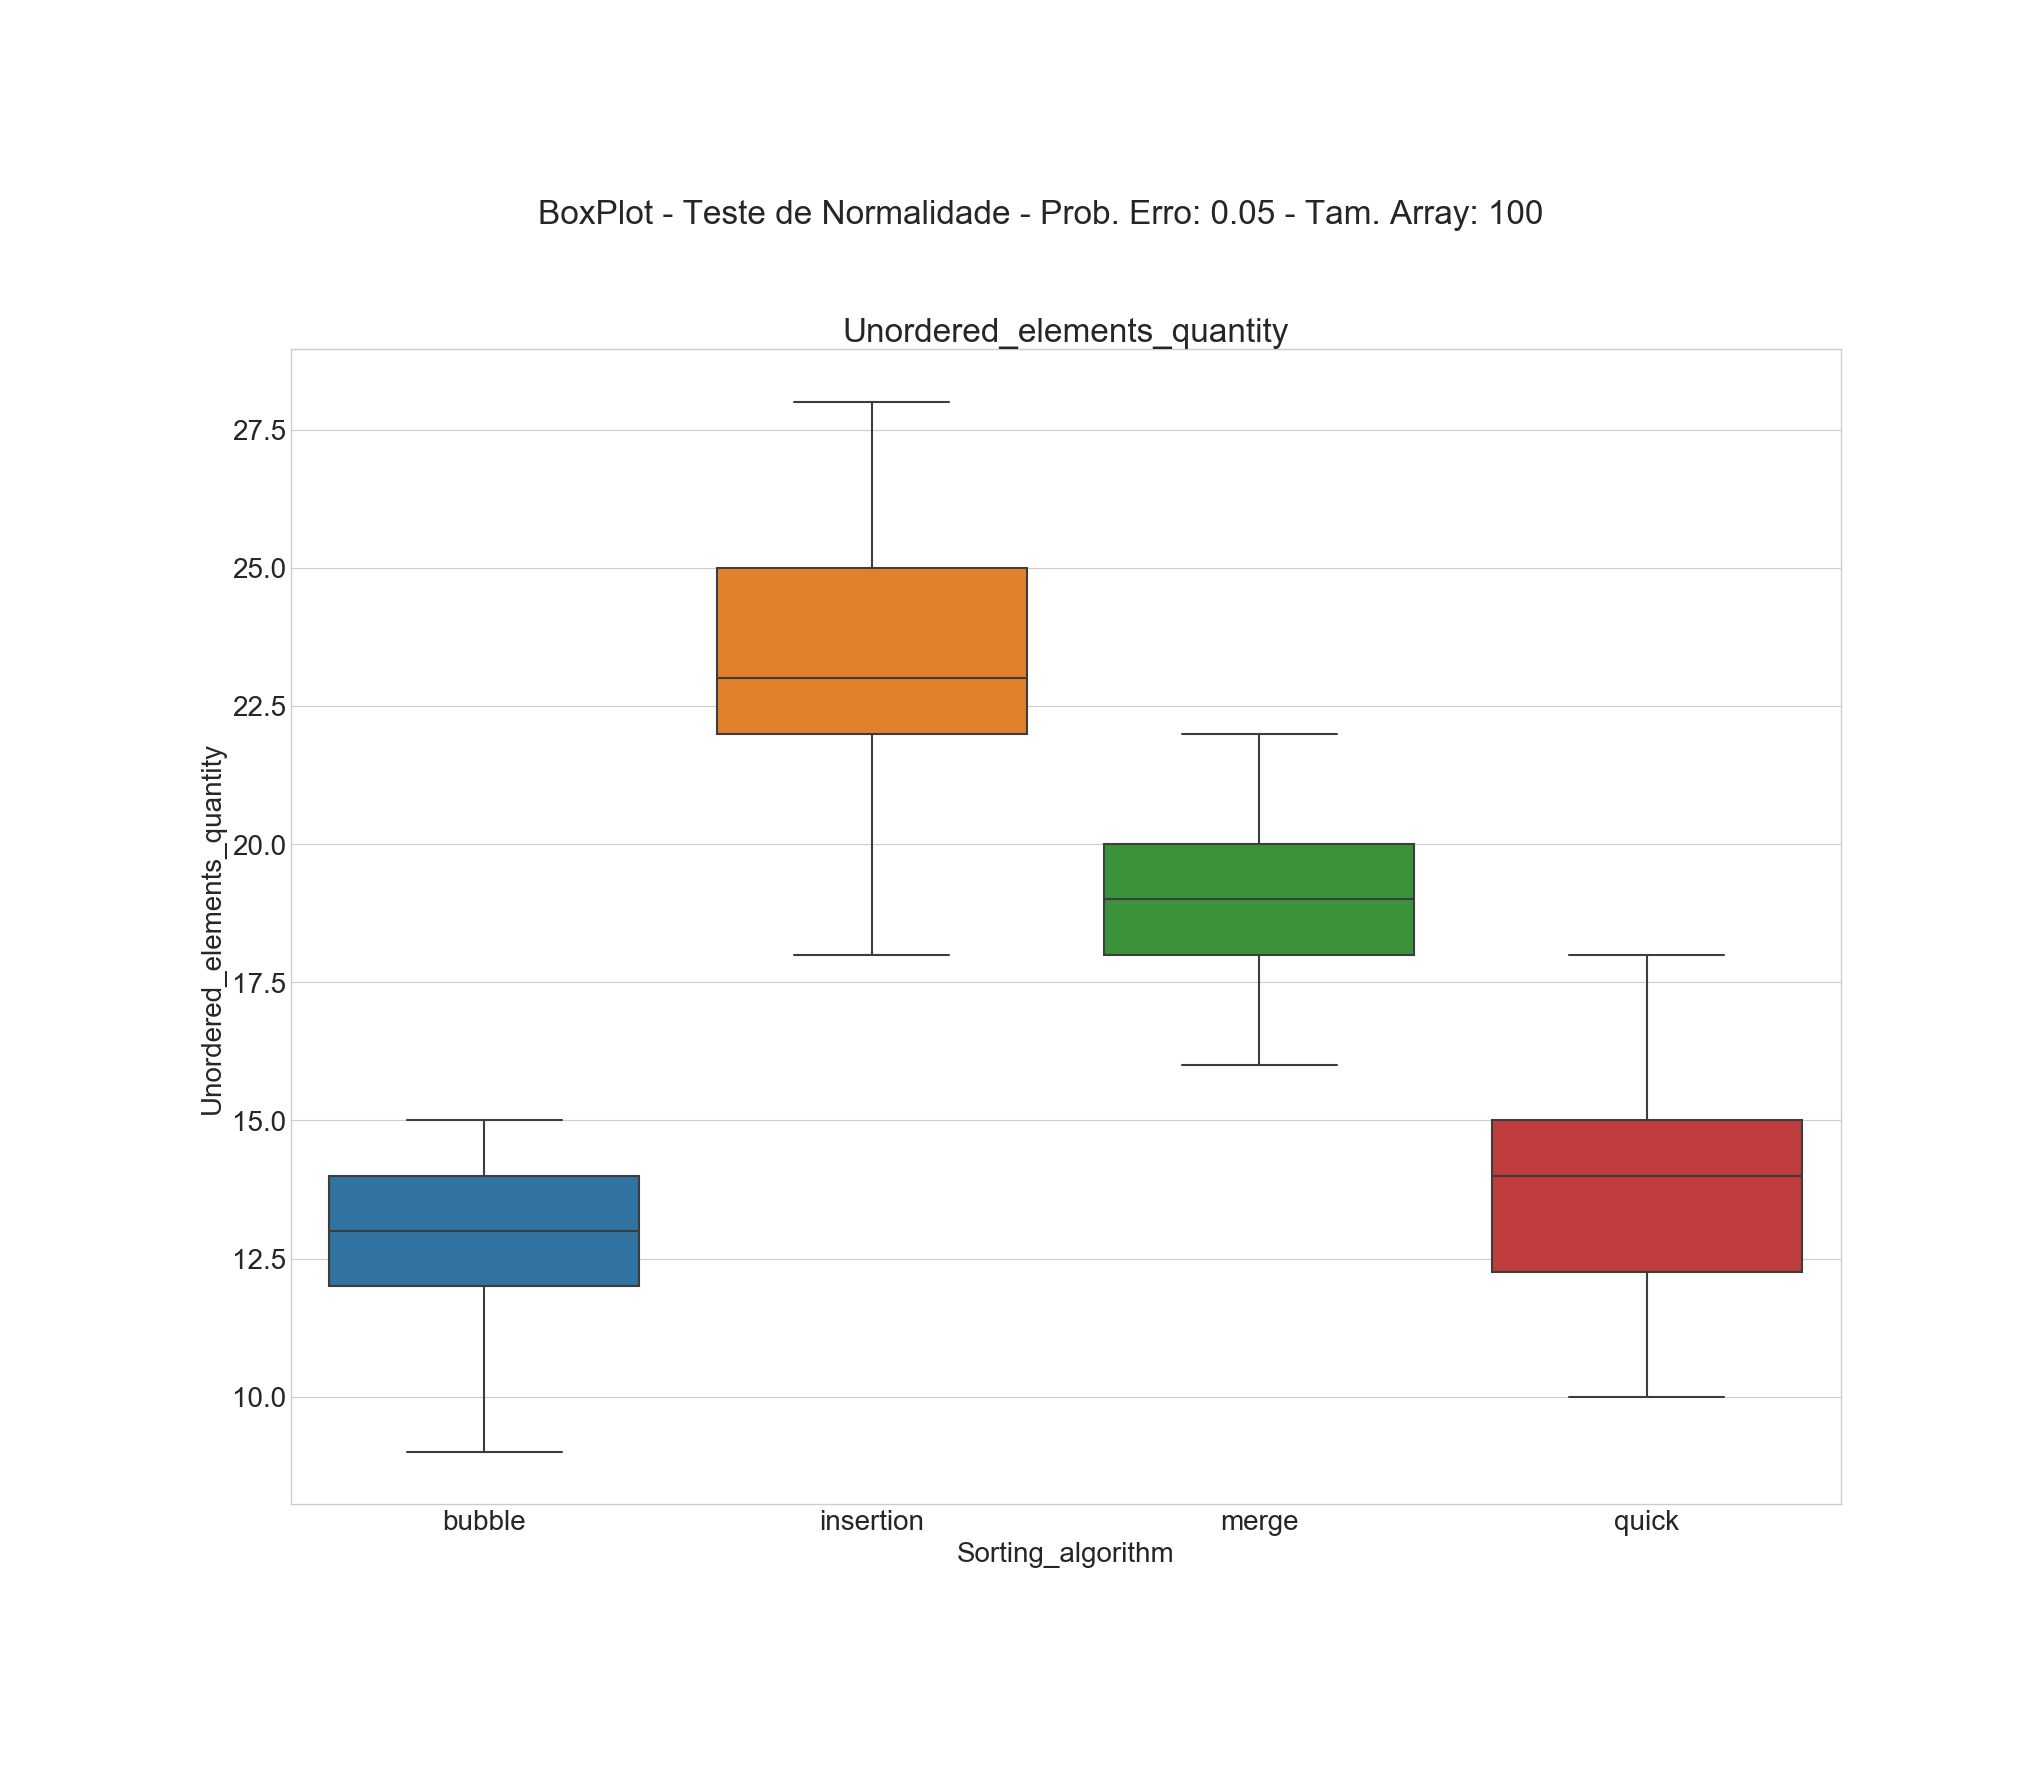 BoxPlot - Teste de Normalidade - Prob. Erro: 0.05 - Tam. Array: 100
Unordered_elements_quantity
Unordered_elements_quantity
27.5
25.0
22.5
20.0
17.5
15.0
12.5
10.0
bubble insertion merge quick
Sorting_algorithm